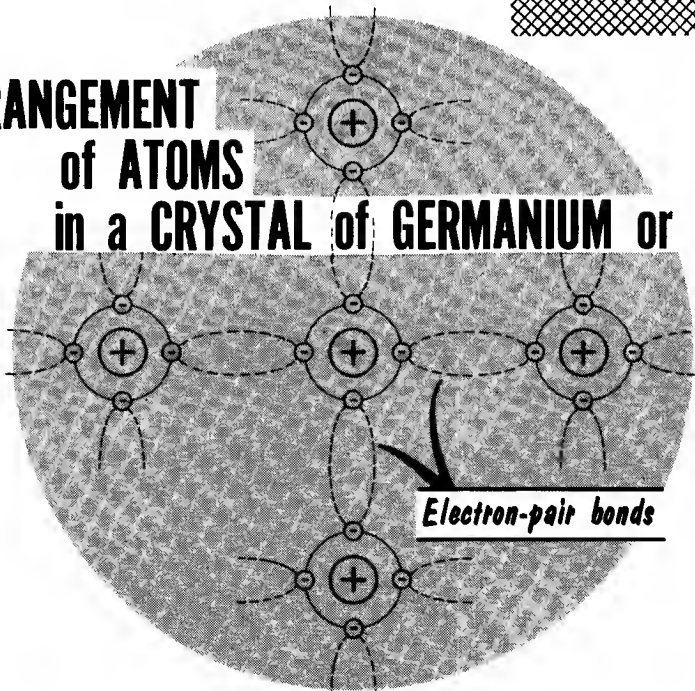 RANGEMENT
of ATOMS
in a CRYSTAL of GERMANIUM or
Electron-pair bonds